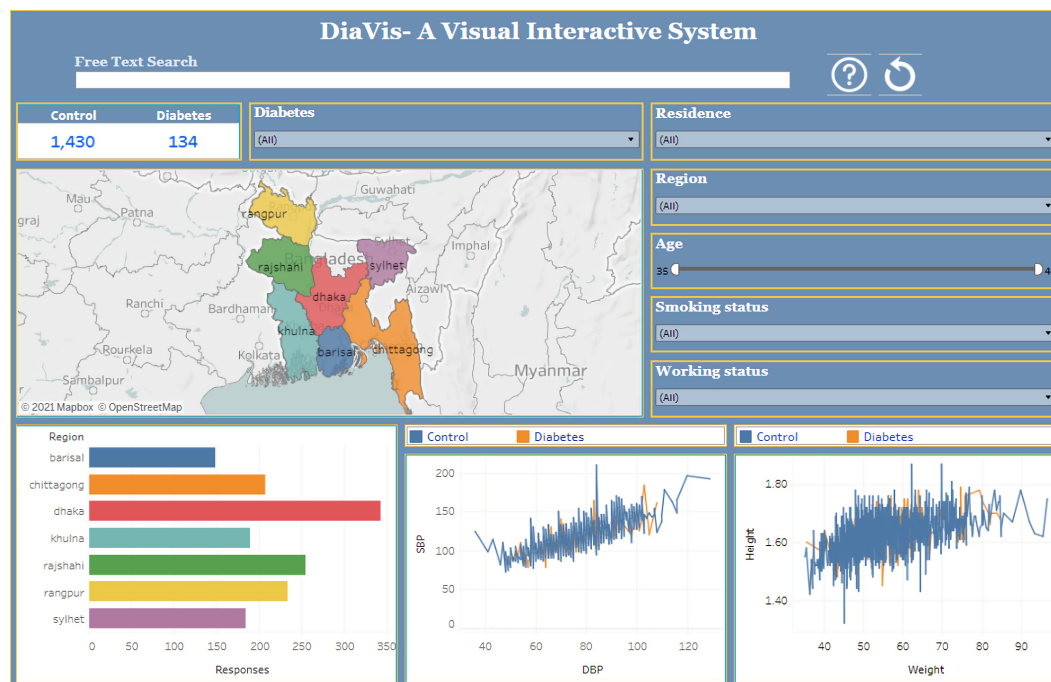 DiaVis- A Visual Interactive System
Free Text Search
?
Control Diabetes
1,430 134
Diabetes
(All)
Residence
(All)
Region
(All)
Age
35 4
Smoking status
(All)
Working status
(All)
Mau
Patna
graj
Guwahati
rangpur
Bangladesh
rajshahi
sylhet
Imphal
dhaka
Aizawl
Ranchi
Bardhaman
khulna
Rourkela
Kolkata
barisal
chittagong
Sambalpur
Myanmar
© 2021 Mapbox © OpenStreetMap
Region
barisal
chittagong
dhaka
khulna
rajshahi
rangpur
sylhet
0 50 100 150 200 250 300 350
Responses
Control Diabetes
200
150
100
50
0
SBP
40 60 80 100 120
DBP
Control Diabetes
1.80
1.60
1.40
Height
40 50 60 70 80 90
Weight